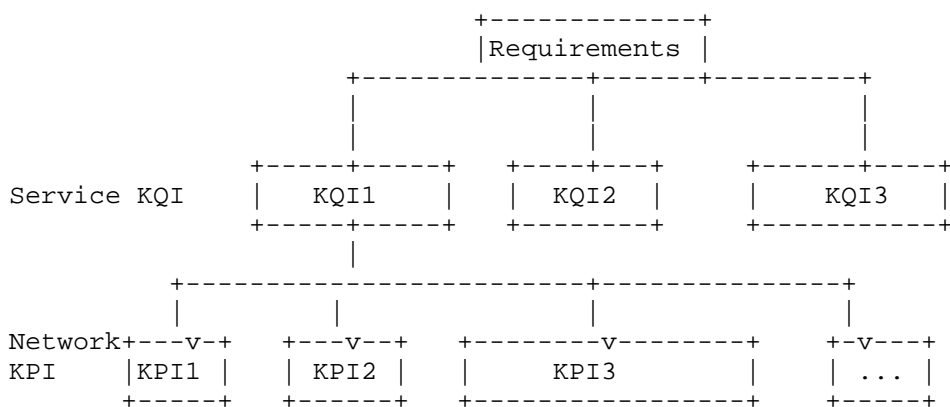 Requirements
Service KQI KQI1 KQI2 KQI3
Network
KPI KPI1 KPI2 KPI3 ...